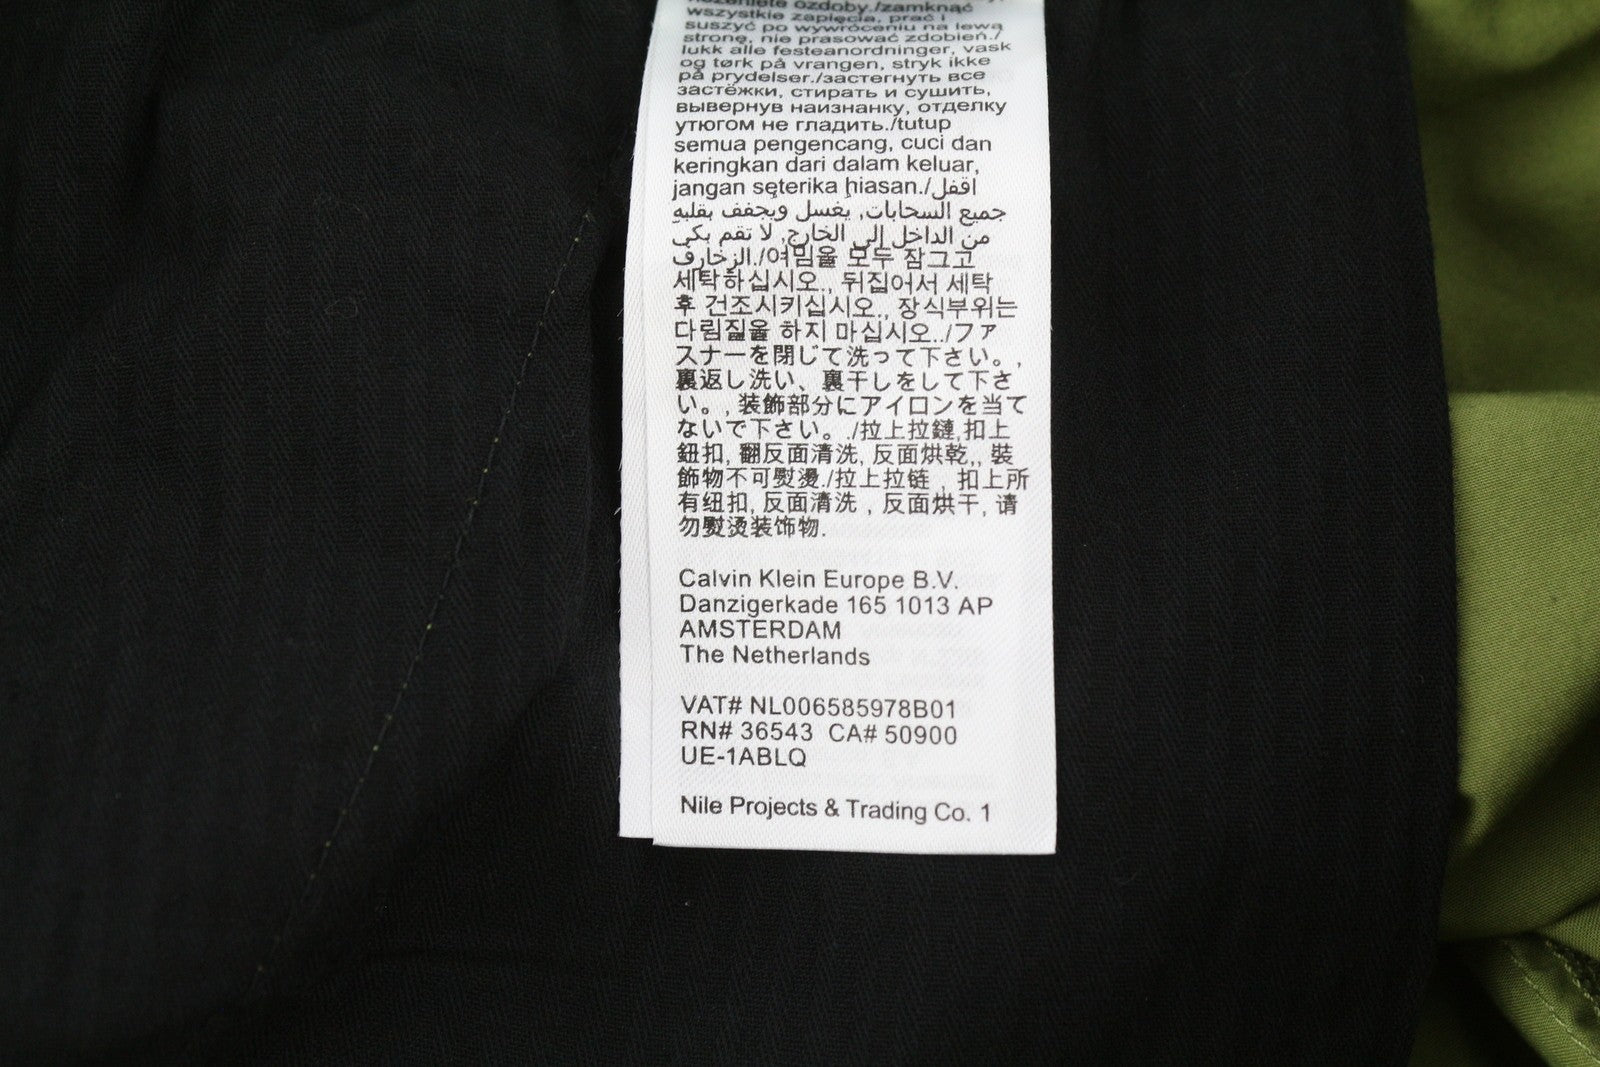 ozdoby./zamknąć
wszystkie zapięcia, prać i
suszyć po wywróceniu na lewą
stronę, nie prasować zdobień./
lukk alle festeanordninger, vask
og tørk på vrangen, stryk ikke
på prydelser./застегнуть все
застёжки, стирать и сушить,
вывернув наизнанку, отделку
утюгом не гладить./tutup
semua pengencang, cuci dan
keringkan dari dalam keluar,
jangan seterika hiasan./اقفل
جميع السحابات, يغسل ويجفف بقلبه
من الداخل إلى الخارج, لا تقم بكي
الزخارف./여밈을 모두 잠그고
세탁하십시오., 뒤집어서 세탁
후 건조시키십시오., 장식부위는
다림질을 하지 마십시오../ファ
スナーを閉じて洗って下さい。,
裏返し洗い、裏干しをして下さ
い。, 装飾部分にアイロンを当て
ないで下さい。./拉上拉鏈,扣上
鈕扣, 翻反面清洗, 反面烘乾,, 裝
飾物不可熨燙./拉上拉链 , 扣上所
有纽扣, 反面清洗 , 反面烘干, 请
勿熨烫装饰物.
Calvin Klein Europe B.V.
Danzigerkade 165 1013 AP
AMSTERDAM
The Netherlands
VAT# NL006585978B01
RN# 36543 CA# 50900
UE-1ABLQ
Nile Projects & Trading Co. 1